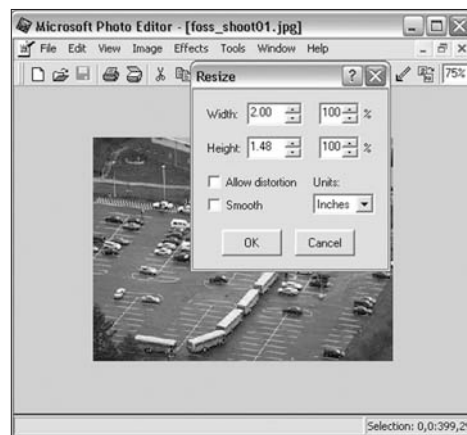 Microsoft Photo Editor - [foss_shoot01.jpg]
File Edit View Image Effects Tools Window Help
75%
Resize
Width: 2.00 100 %
Height: 1.48 100 %
Allow distortion Units:
Smooth Inches
OK Cancel
Selection: 0,0:399,2